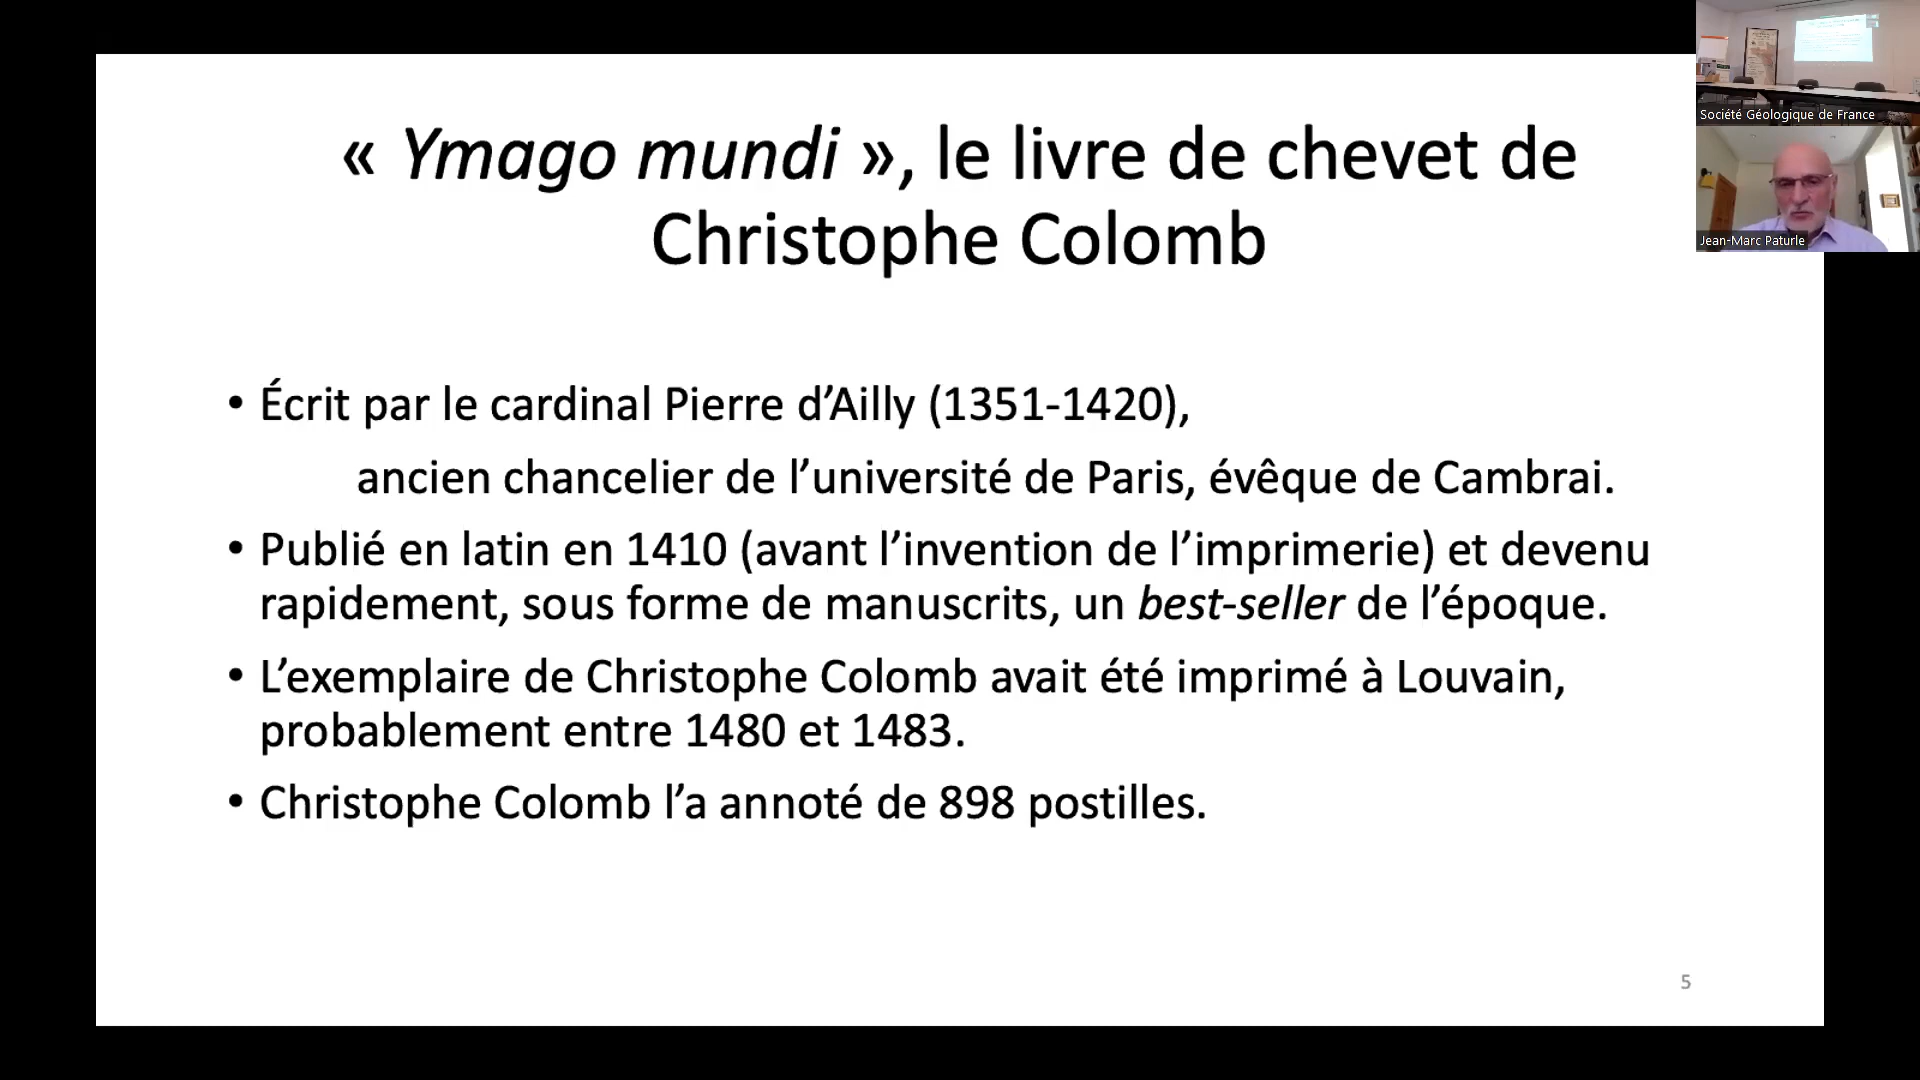 « Ymago mundi », le livre de chevet de
Christophe Colomb
• Écrit par le cardinal Pierre d’Ailly (1351-1420),
ancien chancelier de l’université de Paris, évêque de Cambrai.
• Publié en latin en 1410 (avant l’invention de l’imprimerie) et devenu
rapidement, sous forme de manuscrits, un best-seller de l’époque.
• L’exemplaire de Christophe Colomb avait été imprimé à Louvain,
probablement entre 1480 et 1483.
• Christophe Colomb l’a annoté de 898 postilles.
5
Société Géologique de France
Jean-Marc Paturle